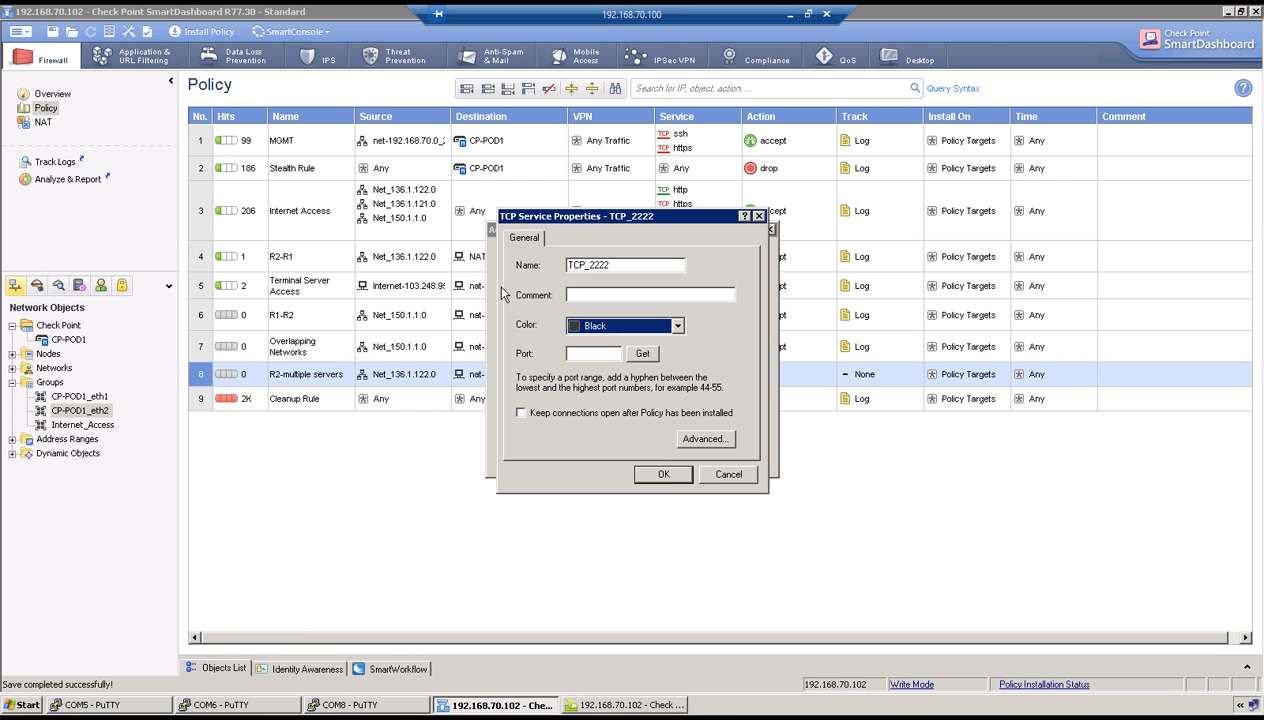 192.168.70.102 - Check Point SmartDashboard R77.30 - Standard
192.168.70.100
Install Policy
SmartConsole
Check Point
SmartDashboard
Firewall
Application &
URL Filtering
Data Loss
Prevention
IPS
Threat
Prevention
Anti-Spam
& Mail
Mobile
Access
IPSec VPN
Compliance
QoS
Desktop
Overview
Policy
NAT
Track Logs
Analyze & Report
Policy
Search for IP, object, action, ...
Query Syntax
No. Hits Name Source Destination VPN Service Action Track Install On Time Comment
1 99 MGMT net-192.168.70.0_ CP-POD1 Any Traffic TCP ssh accept Log Policy Targets Any
TCP https
2 186 Stealth Rule Any CP-POD1 Any Traffic Any drop Log Policy Targets Any
Net_136.1.122.0 TCP http
Net_136.1.121.0 TCP https
3 206 Internet Access Any cept Log Policy Targets Any
Net_150.1.1.0
4 1 R2-R1 Net_136.1.122.0 NAT pt Log Policy Targets Any
5 2 Terminal Server
Access Internet-103.248.9 nat- pt Log Policy Targets Any
6 0 R1-R2 Net_150.1.1.0 nat- pt Log Policy Targets Any
7 0 Overlapping
Networks Net_150.1.1.0 nat- pt Log Policy Targets Any
8 0 R2-multiple servers Net_136.1.122.0 nat- None Policy Targets Any
9 2K Cleanup Rule Any Any Log Policy Targets Any
TCP Service Properties - TCP_2222
General
Name: TCP_2222
Comment:
Color: Black
Port: Get
To specify a port range, add a hyphen between the
lowest and the highest port numbers, for example 44-55.
Keep connections open after Policy has been installed
Advanced...
OK Cancel
Network Objects
Check Point
CP-POD1
Nodes
Networks
Groups
CP-POD1_eth1
CP-POD1_eth2
Internet_Access
Address Ranges
Dynamic Objects
Objects List Identity Awareness SmartWorkflow
Save completed successfully! 192.168.70.102 Write Mode Policy Installation Status
Start COM5 - PuTTY COM6 - PuTTY COM8 - PuTTY 192.168.70.102 - Che... 192.168.70.102 - Check ...